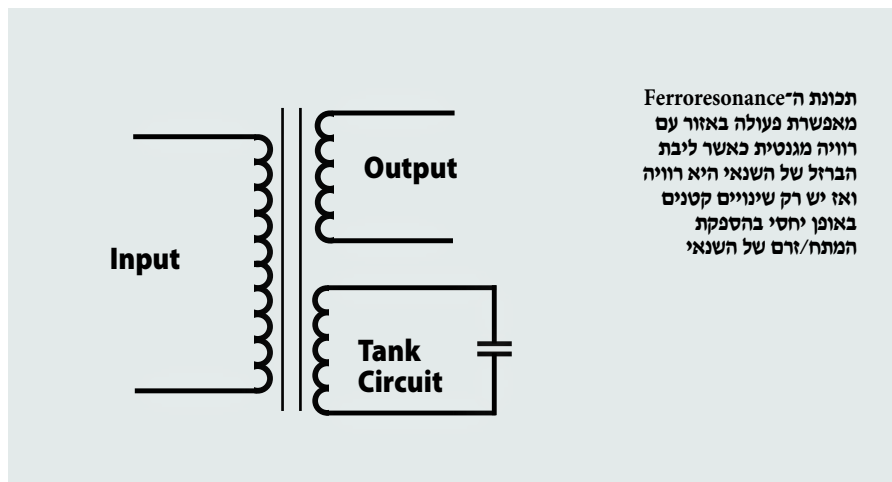 תכונת ה־Ferroresonance
מאפשרת פעולה באזור עם
רוויה מגנטית כאשר ליבת
הברזל של השנאי היא רוויה
ואז יש רק שינויים קטנים
באופן יחסי בהספקת
המתח/זרם של השנאי
Input
Output
Tank
Circuit